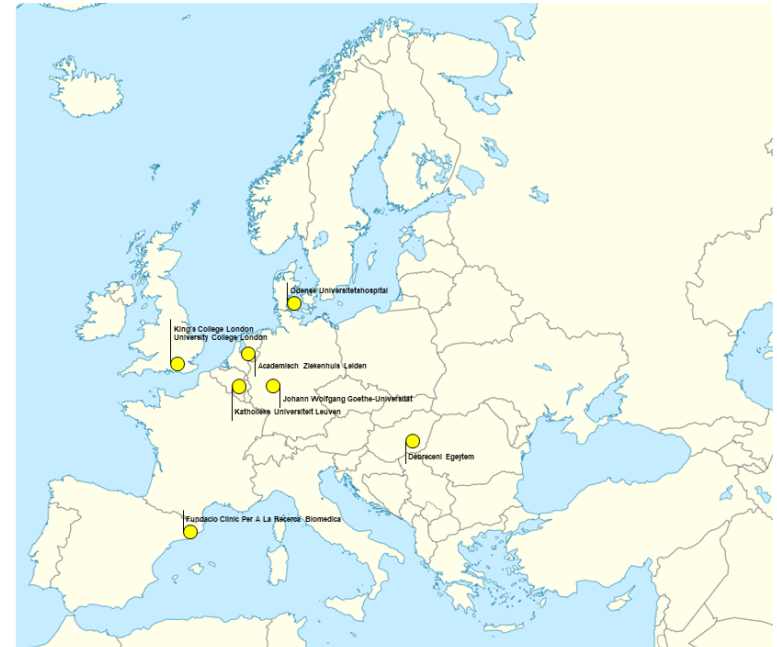 Odense Universitetshospital
King's College London
University College London
Academisch Ziekenhuis Leiden
Johann Wolfgang Goethe-Universität
Katholieke Universiteit Leuven
Debreceni Egeytem
Fundacio Clinic Per A La Recerca Biomedica